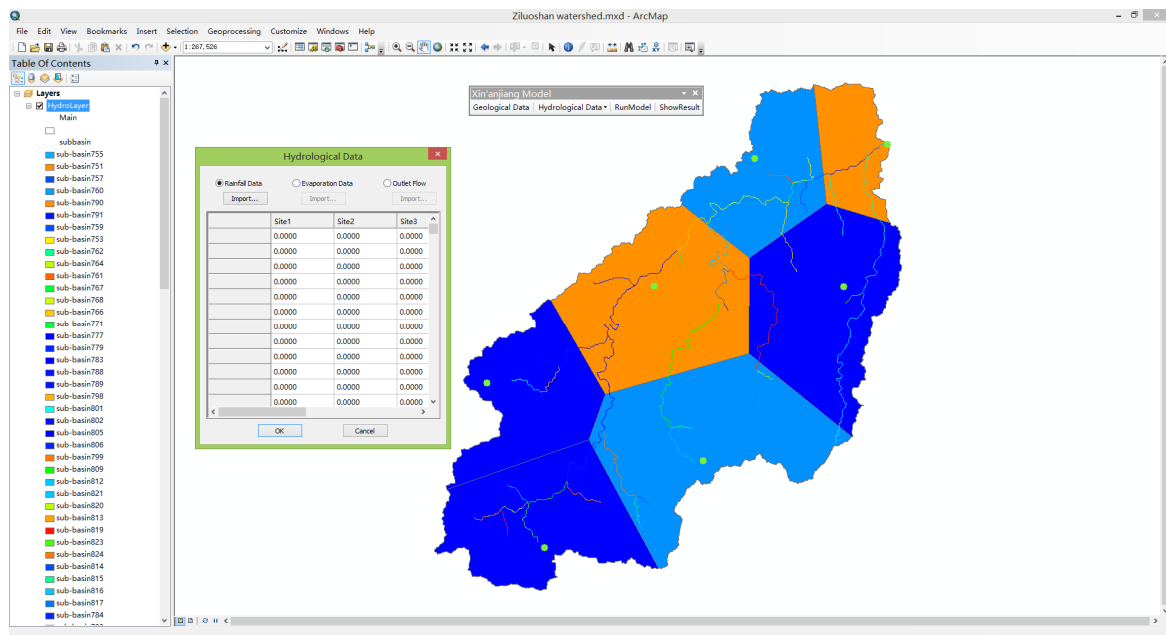 Ziluoshan watershed.mxd - ArcMap
File Edit View Bookmarks Insert Selection Geoprocessing Customize Windows Help
1:267,526
Table Of Contents
Layers
HydroLayer
Main
subbasin
sub-basin755
sub-basin751
sub-basin757
sub-basin760
sub-basin790
sub-basin791
sub-basin759
sub-basin753
sub-basin762
sub-basin764
sub-basin761
sub-basin767
sub-basin768
sub-basin766
sub-basin771
sub-basin777
sub-basin779
sub-basin783
sub-basin788
sub-basin789
sub-basin798
sub-basin801
sub-basin802
sub-basin805
sub-basin806
sub-basin799
sub-basin809
sub-basin812
sub-basin821
sub-basin820
sub-basin813
sub-basin819
sub-basin823
sub-basin824
sub-basin814
sub-basin815
sub-basin816
sub-basin817
sub-basin784
Xin'anjiang Model
Geological Data Hydrological Data RunModel ShowResult
Hydrological Data
Rainfall Data Evaporation Data Outlet Flow
Import... Import... Import...
Site1 Site2 Site3
0.0000 0.0000 0.0000
0.0000 0.0000 0.0000
0.0000 0.0000 0.0000
0.0000 0.0000 0.0000
0.0000 0.0000 0.0000
0.0000 0.0000 0.0000
0.0000 0.0000 0.0000
0.0000 0.0000 0.0000
0.0000 0.0000 0.0000
0.0000 0.0000 0.0000
0.0000 0.0000 0.0000
0.0000 0.0000 0.0000
OK Cancel